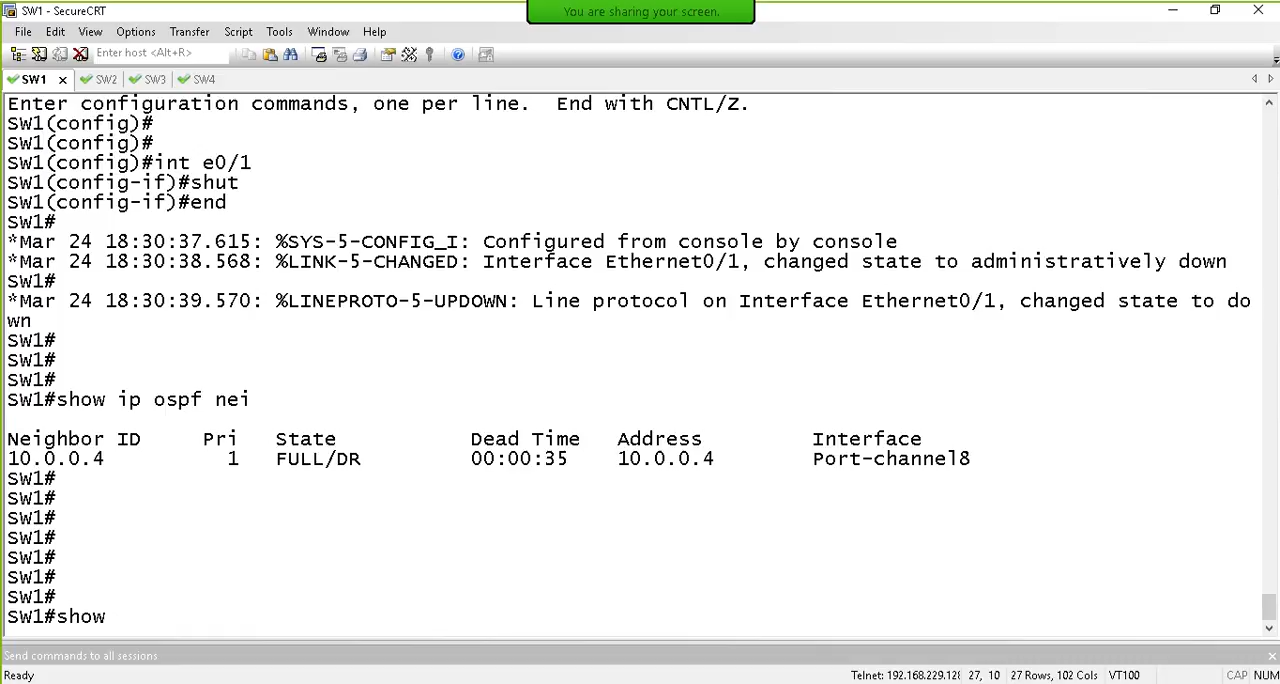 SW1 - SecureCRT
You are sharing your screen.
File Edit View Options Transfer Script Tools Window Help
Enter host <Alt+R>
SW1 SW2 SW3 SW4
Enter configuration commands, one per line.  End with CNTL/Z.
SW1(config)#
SW1(config)#
SW1(config)#int e0/1
SW1(config-if)#shut
SW1(config-if)#end
SW1#
*Mar 24 18:30:37.615: %SYS-5-CONFIG_I: Configured from console by console
*Mar 24 18:30:38.568: %LINK-5-CHANGED: Interface Ethernet0/1, changed state to administratively down
SW1#
*Mar 24 18:30:39.570: %LINEPROTO-5-UPDOWN: Line protocol on Interface Ethernet0/1, changed state to do
wn
SW1#
SW1#
SW1#
SW1#show ip ospf nei
Neighbor ID     Pri   State           Dead Time   Address         Interface
10.0.0.4          1   FULL/DR         00:00:35    10.0.0.4        Port-channel8
SW1#
SW1#
SW1#
SW1#
SW1#
SW1#
SW1#
SW1#show
Send commands to all sessions
Ready Telnet: 192.168.229.12 27, 10 27 Rows, 102 Cols VT100 CAP NUM